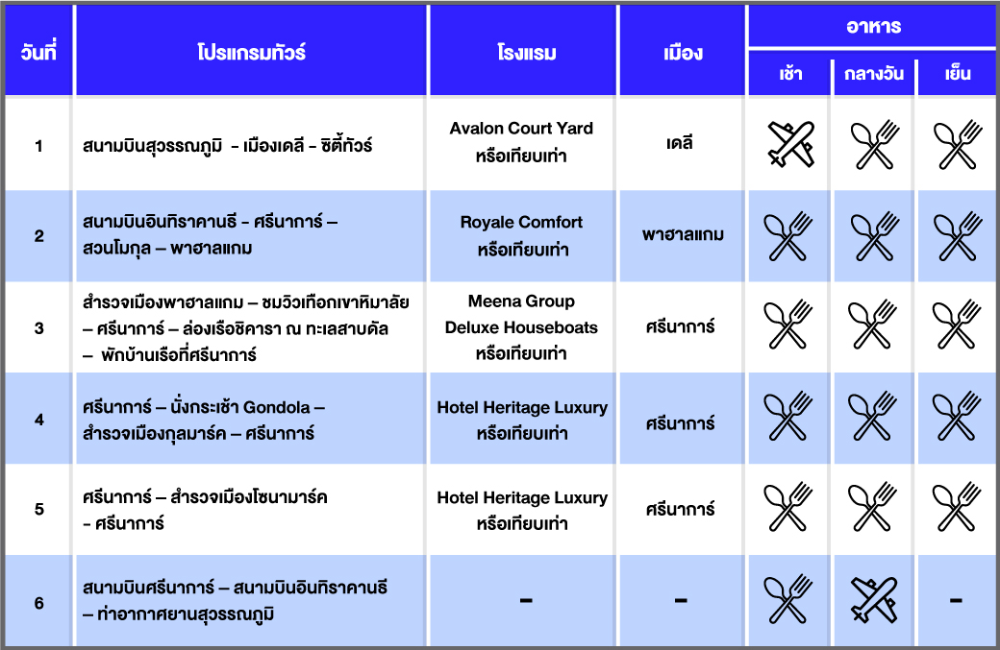 วันที่
โปรแกรมทัวร์
โรงแรม
เมือง
อาหาร
เช้า
กลางวัน
เย็น
1
สนามบินสุวรรณภูมิ - เมืองเดลี - ซิตี้ทัวร์
Avalon Court Yard
หรือเทียบเท่า
เดลี
2
สนามบินอินทิราคานธี - ศรีนาการ์ –
สวนโมกุล – พาฮาลแกม
Royale Comfort
หรือเทียบเท่า
พาฮาลแกม
3
สำรวจเมืองพาฮาลแกม – ชมวิวเทือกเขาหิมาลัย
– ศรีนาการ์ – ล่องเรือชิคารา ณ ทะเลสาบดัล
– พักบ้านเรือที่ศรีนาการ์
Meena Group
Deluxe Houseboats
หรือเทียบเท่า
ศรีนาการ์
4
ศรีนาการ์ – นั่งกระเช้า Gondola –
สำรวจเมืองกุลมาร์ค – ศรีนาการ์
Hotel Heritage Luxury
หรือเทียบเท่า
ศรีนาการ์
5
ศรีนาการ์ – สำรวจเมืองโซนามาร์ค
- ศรีนาการ์
Hotel Heritage Luxury
หรือเทียบเท่า
ศรีนาการ์
6
สนามบินศรีนาการ์ – สนามบินอินทิราคานธี
– ท่าอากาศยานสุวรรณภูมิ
–
–
–